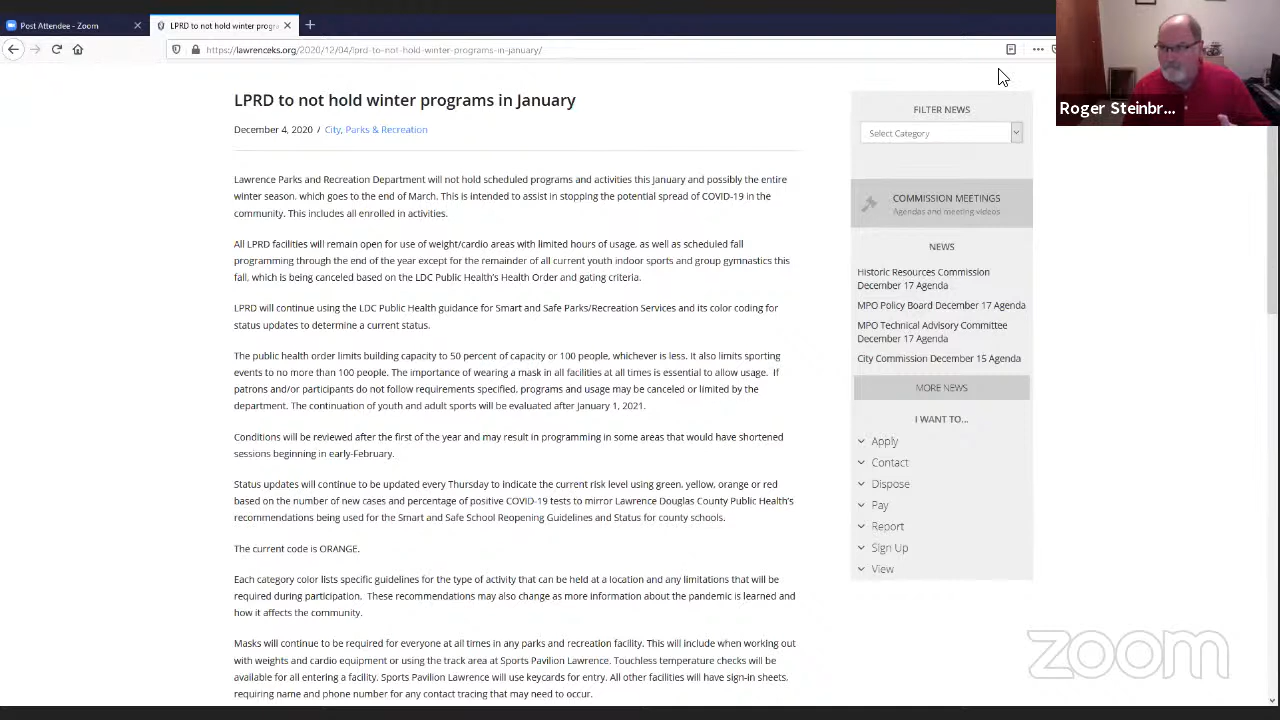 Post Attendee - Zoom
LPRD to not hold winter progr
https://lawrenceks.org/2020/12/04/lprd-to-not-hold-winter-programs-in-january/
Roger Steinbr...
LPRD to not hold winter programs in January
December 4, 2020 / City, Parks & Recreation
Lawrence Parks and Recreation Department will not hold scheduled programs and activities this January and possibly the entire
winter season, which goes to the end of March. This is intended to assist in stopping the potential spread of COVID-19 in the
community. This includes all enrolled in activities.
All LPRD facilities will remain open for use of weight/cardio areas with limited hours of usage, as well as scheduled fall
programming through the end of the year except for the remainder of all current youth indoor sports and group gymnastics this
fall, which is being canceled based on the LDC Public Health's Health Order and gating criteria.
LPRD will continue using the LDC Public Health guidance for Smart and Safe Parks/Recreation Services and its color coding for
status updates to determine a current status.
The public health order limits building capacity to 50 percent of capacity or 100 people, whichever is less. It also limits sporting
events to no more than 100 people. The importance of wearing a mask in all facilities at all times is essential to allow usage. If
patrons and/or participants do not follow requirements specified, programs and usage may be canceled or limited by the
department. The continuation of youth and adult sports will be evaluated after January 1, 2021.
Conditions will be reviewed after the first of the year and may result in programming in some areas that would have shortened
sessions beginning in early-February.
Status updates will continue to be updated every Thursday to indicate the current risk level using green, yellow, orange or red
based on the number of new cases and percentage of positive COVID-19 tests to mirror Lawrence Douglas County Public Health's
recommendations being used for the Smart and Safe School Reopening Guidelines and Status for county schools.
The current code is ORANGE.
Each category color lists specific guidelines for the type of activity that can be held at a location and any limitations that will be
required during participation. These recommendations may also change as more information about the pandemic is learned and
how it affects the community.
Masks will continue to be required for everyone at all times in any parks and recreation facility. This will include when working out
with weights and cardio equipment or using the track area at Sports Pavilion Lawrence. Touchless temperature checks will be
available for all entering a facility. Sports Pavilion Lawrence will use keycards for entry. All other facilities will have sign-in sheets,
requiring name and phone number for any contact tracing that may need to occur.
FILTER NEWS
Select Category
COMMISSION MEETINGS
Agendas and meeting videos
NEWS
Historic Resources Commission
December 17 Agenda
MPO Policy Board December 17 Agenda
MPO Technical Advisory Committee
December 17 Agenda
City Commission December 15 Agenda
MORE NEWS
I WANT TO...
Apply
Contact
Dispose
Pay
Report
Sign Up
View
zoom